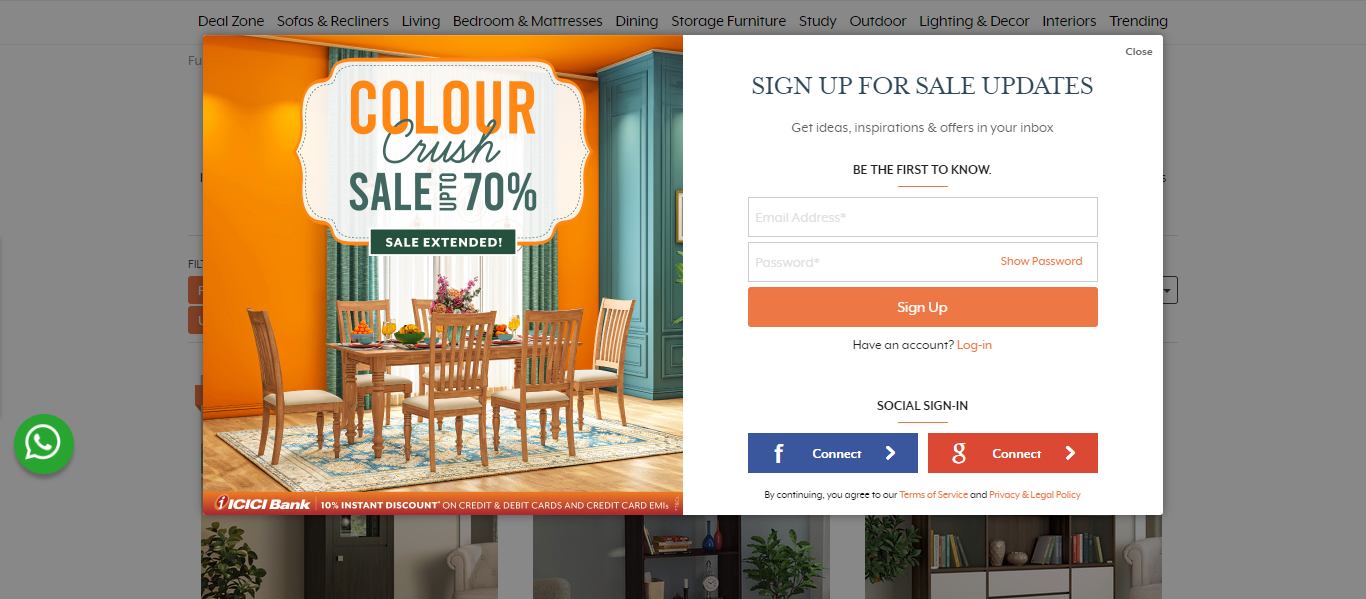 Deal Zone Sofas & Recliners Living Bedroom & Mattresses Dining Storage Furniture Study Outdoor Lighting & Decor Interiors Trending
Fu
COLOUR
Crush
SALE UPTO 70%
SALE EXTENDED!
ICICI Bank 10% INSTANT DISCOUNT* ON CREDIT & DEBIT CARDS AND CREDIT CARD EMIs
Close
SIGN UP FOR SALE UPDATES
Get ideas, inspirations & offers in your inbox
BE THE FIRST TO KNOW.
Email Address*
Password* Show Password
Sign Up
Have an account? Log-in
SOCIAL SIGN-IN
f Connect
g Connect
By continuing, you agree to our Terms of Service and Privacy & Legal Policy